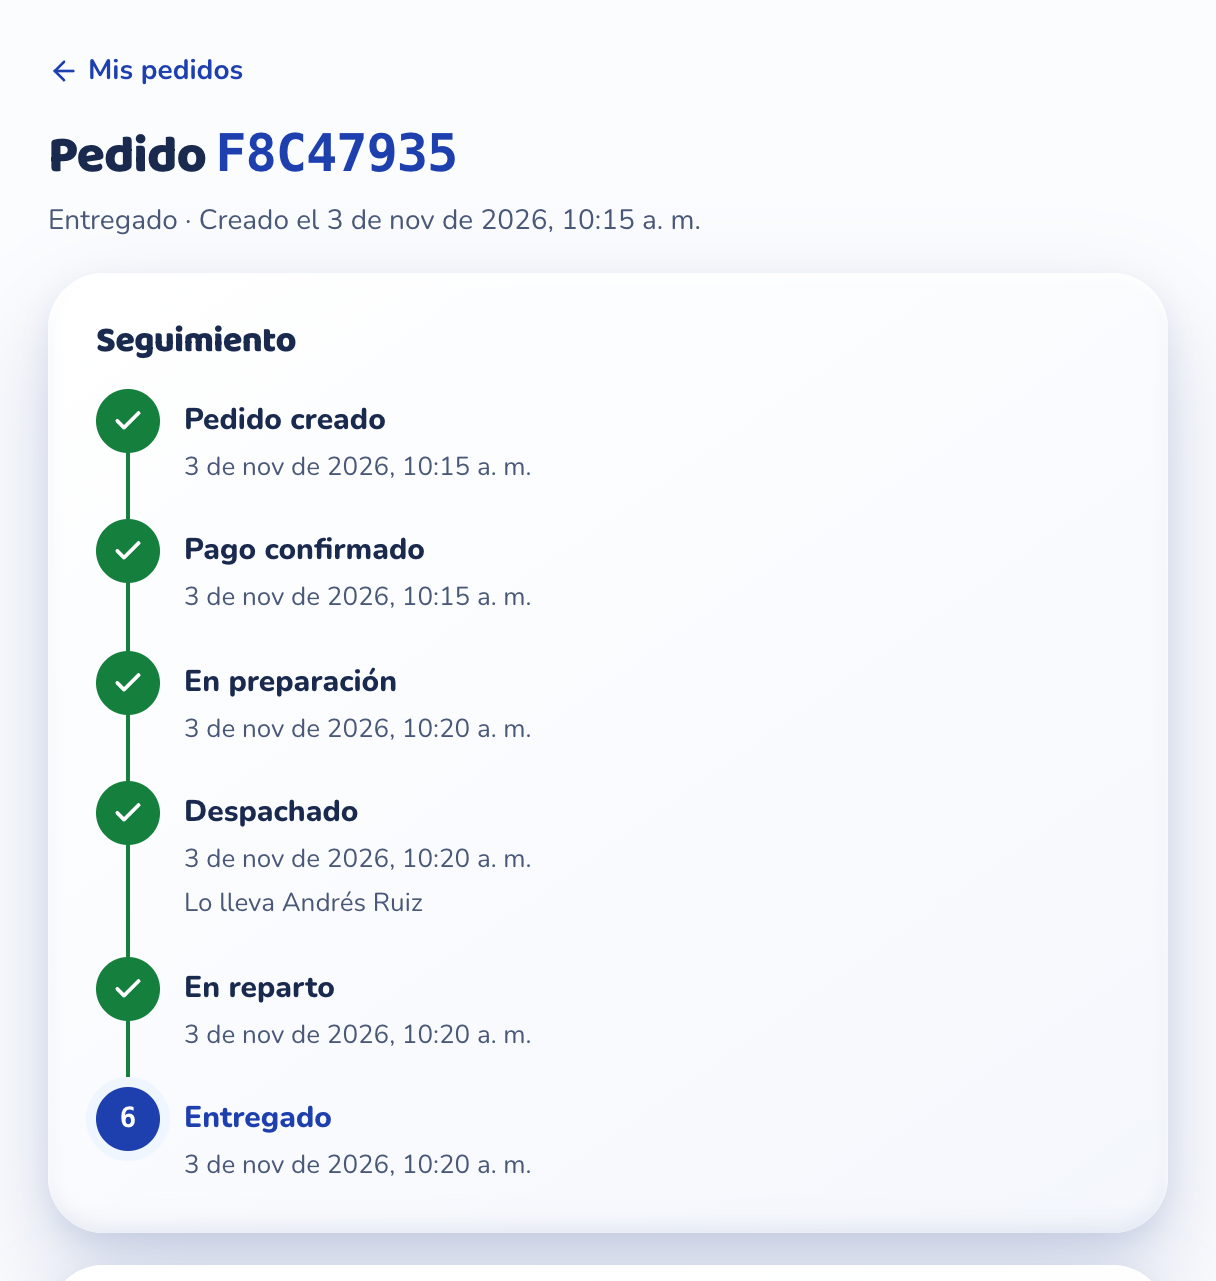 ← Mis pedidos
Pedido F8C47935
Entregado · Creado el 3 de nov de 2026, 10:15 a. m.
Seguimiento
Pedido creado
3 de nov de 2026, 10:15 a. m.
Pago confirmado
3 de nov de 2026, 10:15 a. m.
En preparación
3 de nov de 2026, 10:20 a. m.
Despachado
3 de nov de 2026, 10:20 a. m.
Lo lleva Andrés Ruiz
En reparto
3 de nov de 2026, 10:20 a. m.
6 Entregado
3 de nov de 2026, 10:20 a. m.